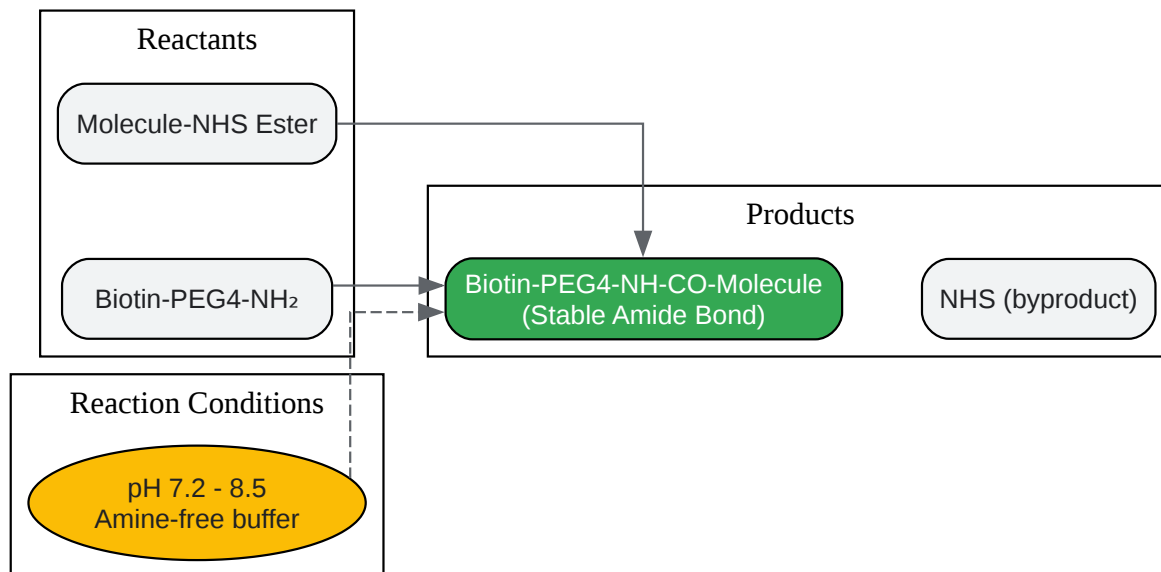 Reactants
Molecule-NHS Ester
Biotin-PEG4-NH₂
Products
Biotin-PEG4-NH-CO-Molecule
(Stable Amide Bond)
NHS (byproduct)
Reaction Conditions
pH 7.2 - 8.5
Amine-free buffer